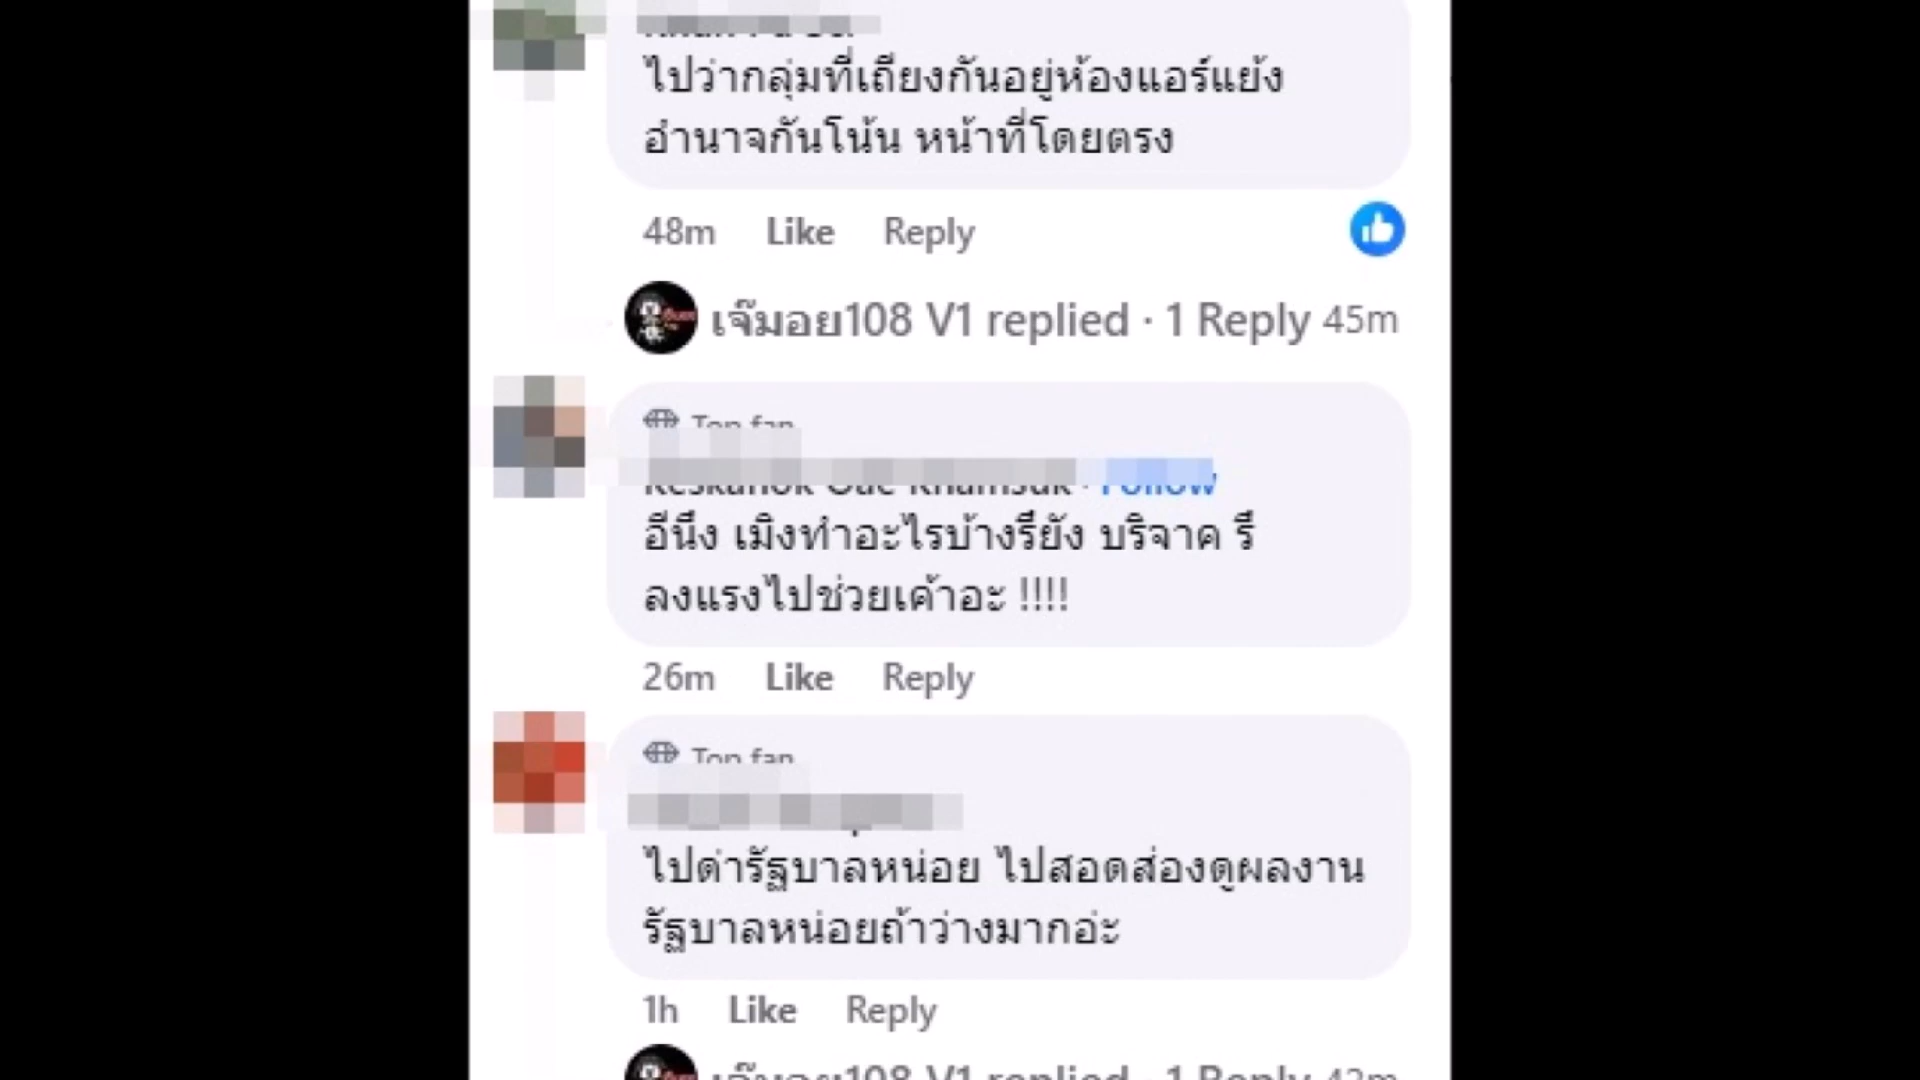 ไปว่ากลุ่มที่เถียงกันอยู่ห้องแอร์แย้ง
อำนาจกันโน้น หน้าที่โดยตรง
48m Like Reply
เจ๊มอย108 V1 replied · 1 Reply 45m
Top fan
Follow
อีนึ่ง เมิงทำอะไรบ้างรึยัง บริจาค รึ
ลงแรงไปช่วยเค้าอะ !!!!
26m Like Reply
Top fan
ไปด่ารัฐบาลหน่อย ไปสอดส่องดูผลงาน
รัฐบาลหน่อยถ้าว่างมากอ่ะ
1h Like Reply
เจ๊มอย108 V1 replied · 1 Reply 42m